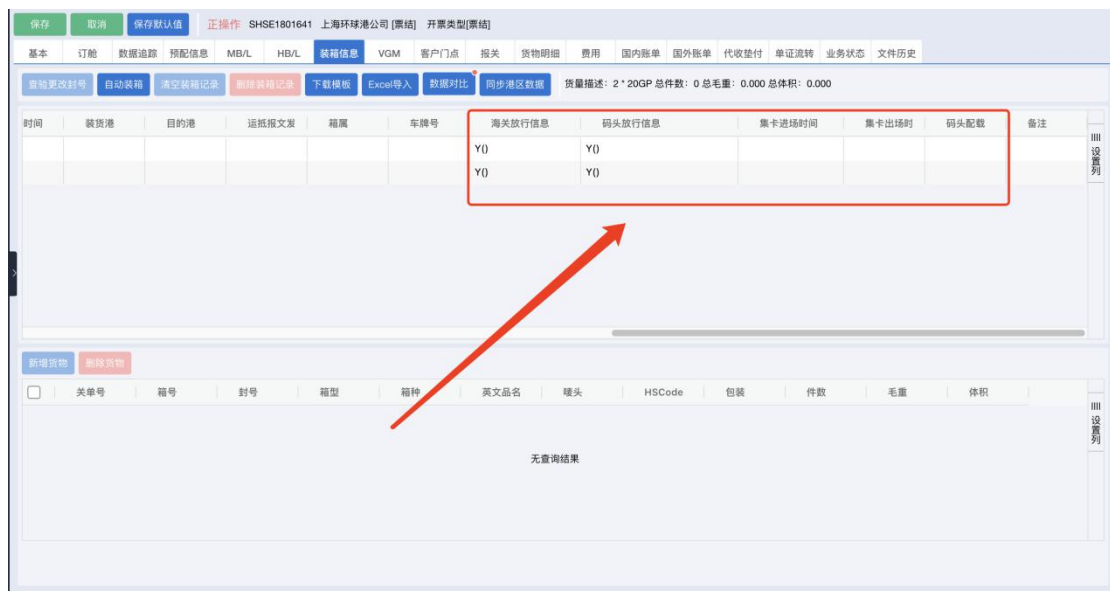 保存 取消 保存默认值 正操作 SHSE1801641 上海环球港公司 [票结] 开票类型[票结]
基本 订舱 数据追踪 预配信息 MB/L HB/L 装箱信息 VGM 客户门点 报关 货物明细 费用 国内账单 国外账单 代收垫付 单证流转 业务状态 文件历史
查验更改封号 自动装箱 清空装箱记录 删除装箱记录 下载模板 Excel导入 数据对比 同步港区数据 货量描述：2 * 20GP 总件数：0 总毛重：0.000 总体积：0.000
时间 装货港 目的港 运抵报文发 箱属 车牌号 海关放行信息 码头放行信息 集卡进场时间 集卡出场时 码头配载 备注
Y() Y()
Y() Y()
设置列
新增货物 删除货物
关单号 箱号 封号 箱型 箱种 英文品名 唛头 HSCode 包装 件数 毛重 体积
设置列
无查询结果